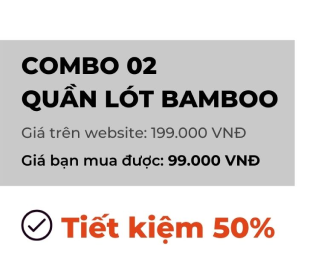 COMBO 02
QUẦN LÓT BAMBOO
Giá trên website: 199.000 VNĐ
Giá bạn mua được: 99.000 VNĐ
Tiết kiệm 50%